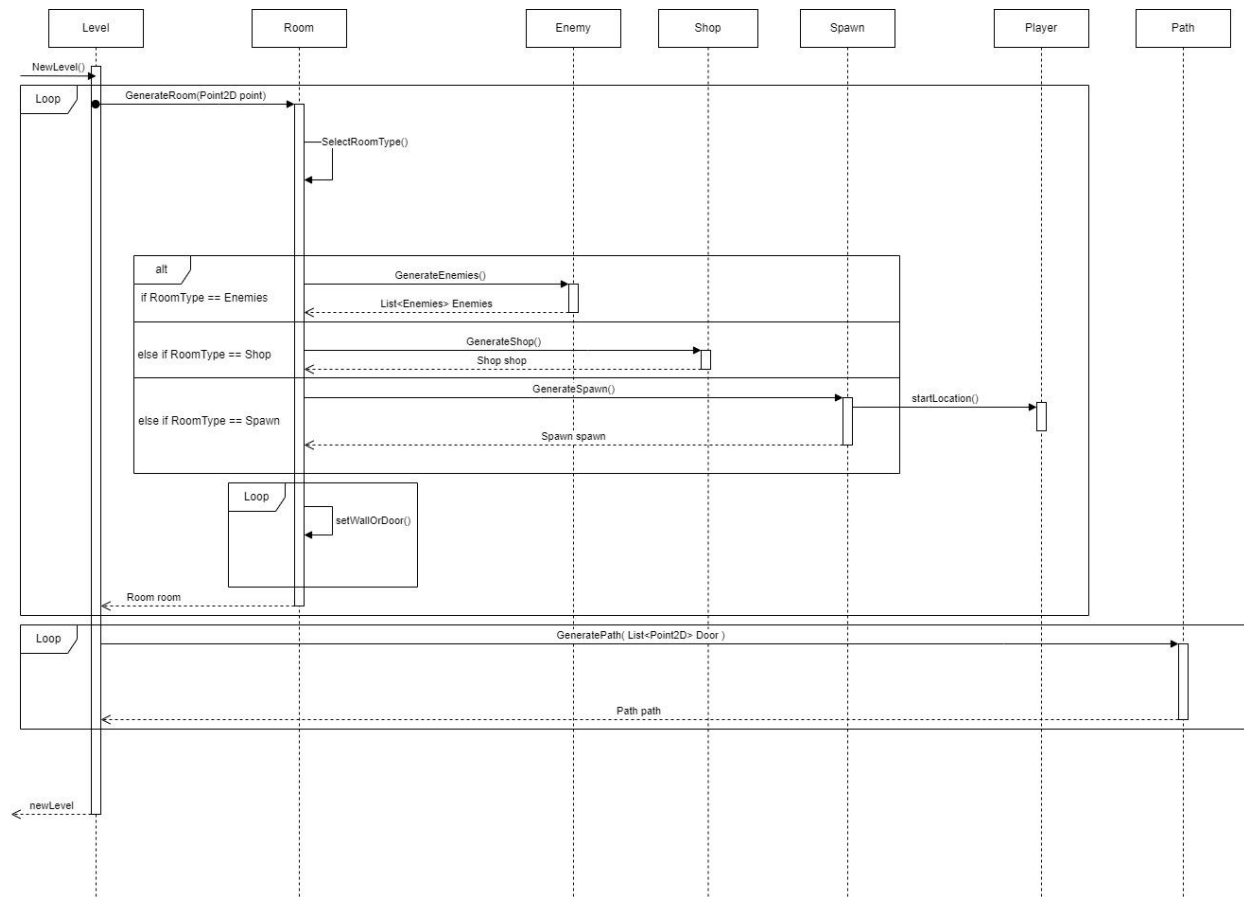 Level
Room
Enemy
Shop
Spawn
Player
Path
NewLevel()
Loop
GenerateRoom(Point2D point)
SelectRoomType()
alt
GenerateEnemies()
if RoomType == Enemies
List<Enemies> Enemies
GenerateShop()
else if RoomType == Shop
Shop shop
GenerateSpawn()
startLocation()
else if RoomType == Spawn
Spawn spawn
Loop
setWallOrDoor()
Room room
Loop
GeneratePath( List<Point2D> Door )
Path path
newLevel